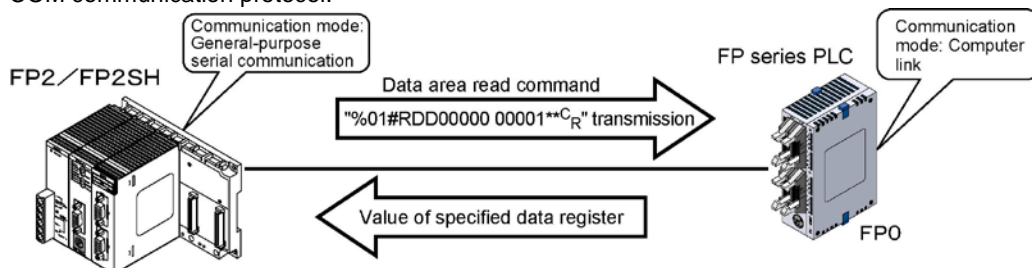 COM communication protocol.
Communication mode:
General-purpose
serial communication
Communication
mode: Computer
link
FP2／FP2SH
FP series PLC
Data area read command
"%01#RDD00000 00001**CR" transmission
Value of specified data register
FP0